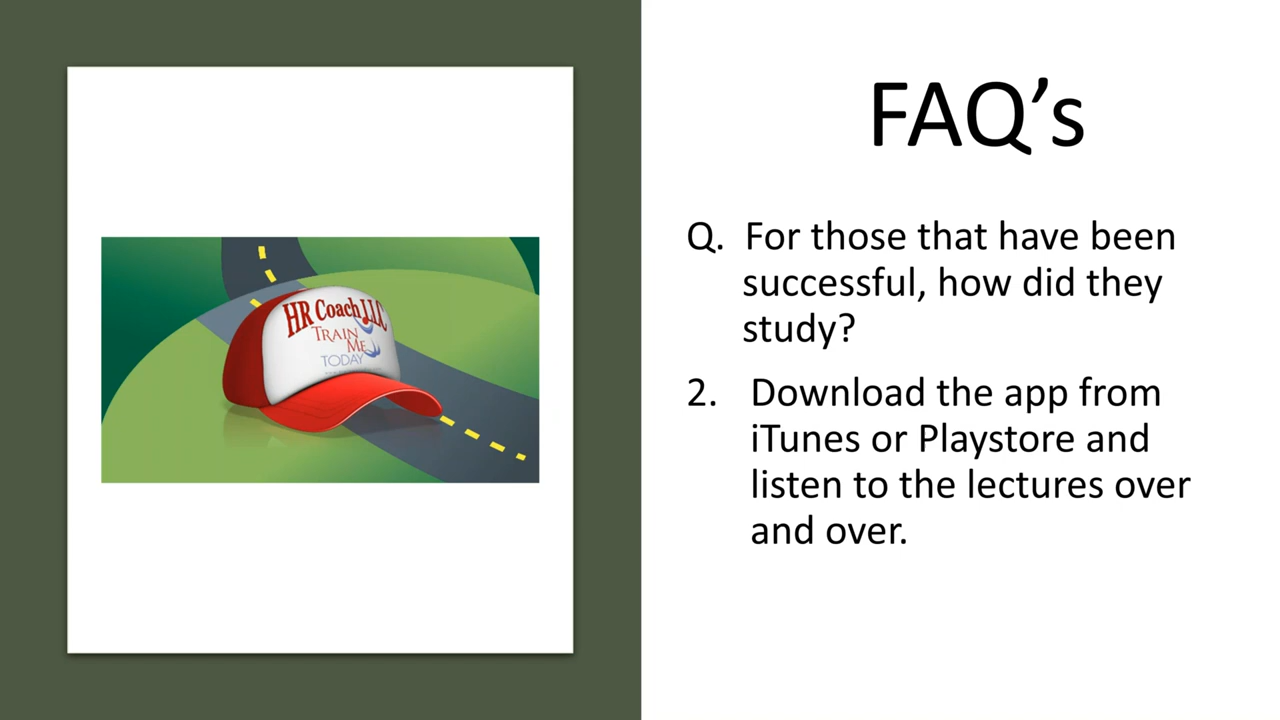 HR Coach LLC
TRAIN
ME
TODAY
FAQ’s
Q. For those that have been
successful, how did they
study?
2. Download the app from
iTunes or Playstore and
listen to the lectures over
and over.